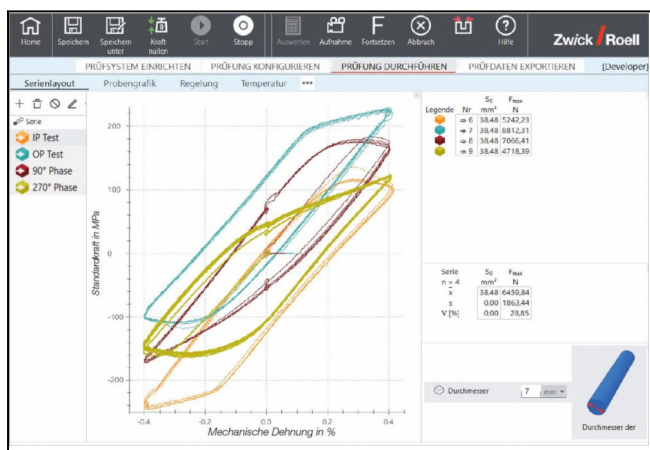 Home Speichern Speichern unter Kraft nullen Start Stopp Auswerten Aufnahme Fortsetzen Abbruch Hilfe Zwick Roell
PRÜFSYSTEM EINRICHTEN PRÜFUNG KONFIGURIEREN PRÜFUNG DURCHFÜHREN PRÜFDATEN EXPORTIEREN [Developer]
Serienlayout Probengrafik Regelung Temperatur •••
Serie
IP Test
OP Test
90° Phase
270° Phase
Standardkraft in MPa
200
100
0
-100
-200
-0.4 -0.2 0.0 0.2 0.4
Mechanische Dehnung in %
S0 Fmax
Legende Nr mm² N
⇒ 6 38,48 5242,23
⇒ 7 38,48 8812,31
⇒ 8 38,48 7066,41
⇒ 9 38,48 4718,39
Serie S0 Fmax
n = 4 mm² N
x̄ 38,48 6459,84
s 0,00 1863,44
V [%] 0,00 28,85
Durchmesser 7 mm
Durchmesser der